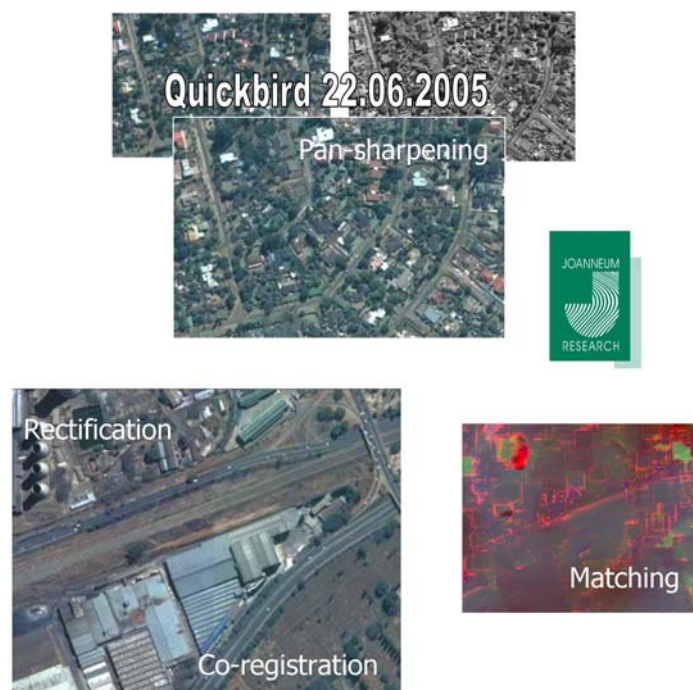 Quickbird 22.06.2005
Pan-sharpening
JOANNEUM
RESEARCH
Rectification
Matching
Co-registration